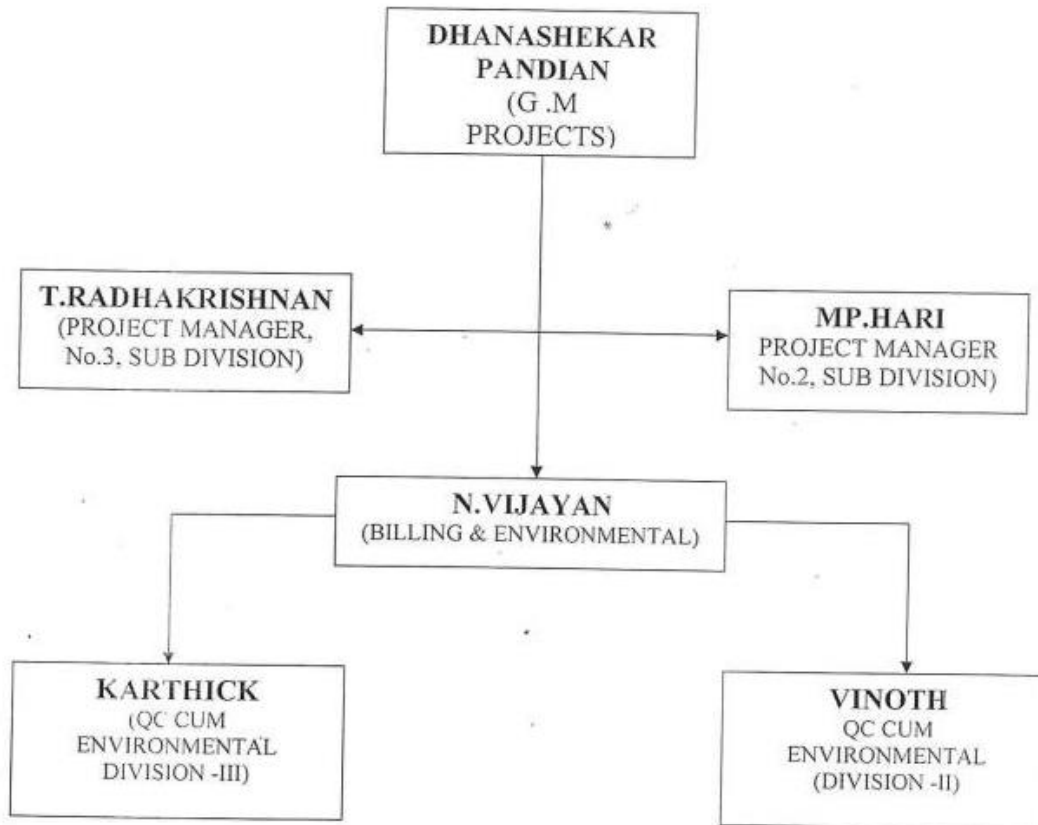 DHANASHEKAR
PANDIAN
(G .M
PROJECTS)
T.RADHAKRISHNAN
(PROJECT MANAGER,
No.3, SUB DIVISION)
MP.HARI
PROJECT MANAGER
No.2, SUB DIVISION)
N.VIJAYAN
(BILLING & ENVIRONMENTAL)
KARTHICK
(QC CUM
ENVIRONMENTAL
DIVISION -III)
VINOTH
QC CUM
ENVIRONMENTAL
(DIVISION -II)